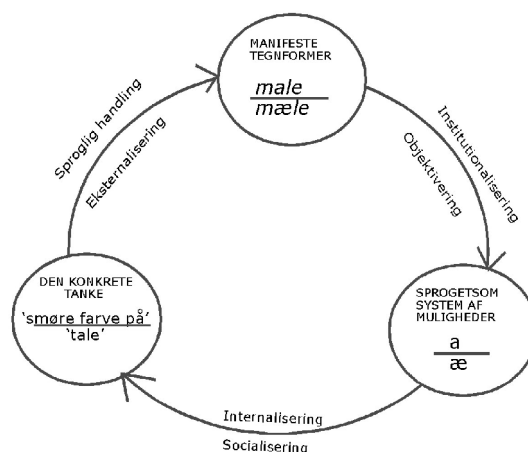 MANIFESTE
TEGNFORMER
male
mæle
Sproglig handling
Eksternalisering
Institutionalisering
Objektivering
DEN KONKRETE
TANKE
‘smøre farve på’
‘tale’
SPROGETSOM
SYSTEM AF
MULIGHEDER
a
æ
Internalisering
Socialisering